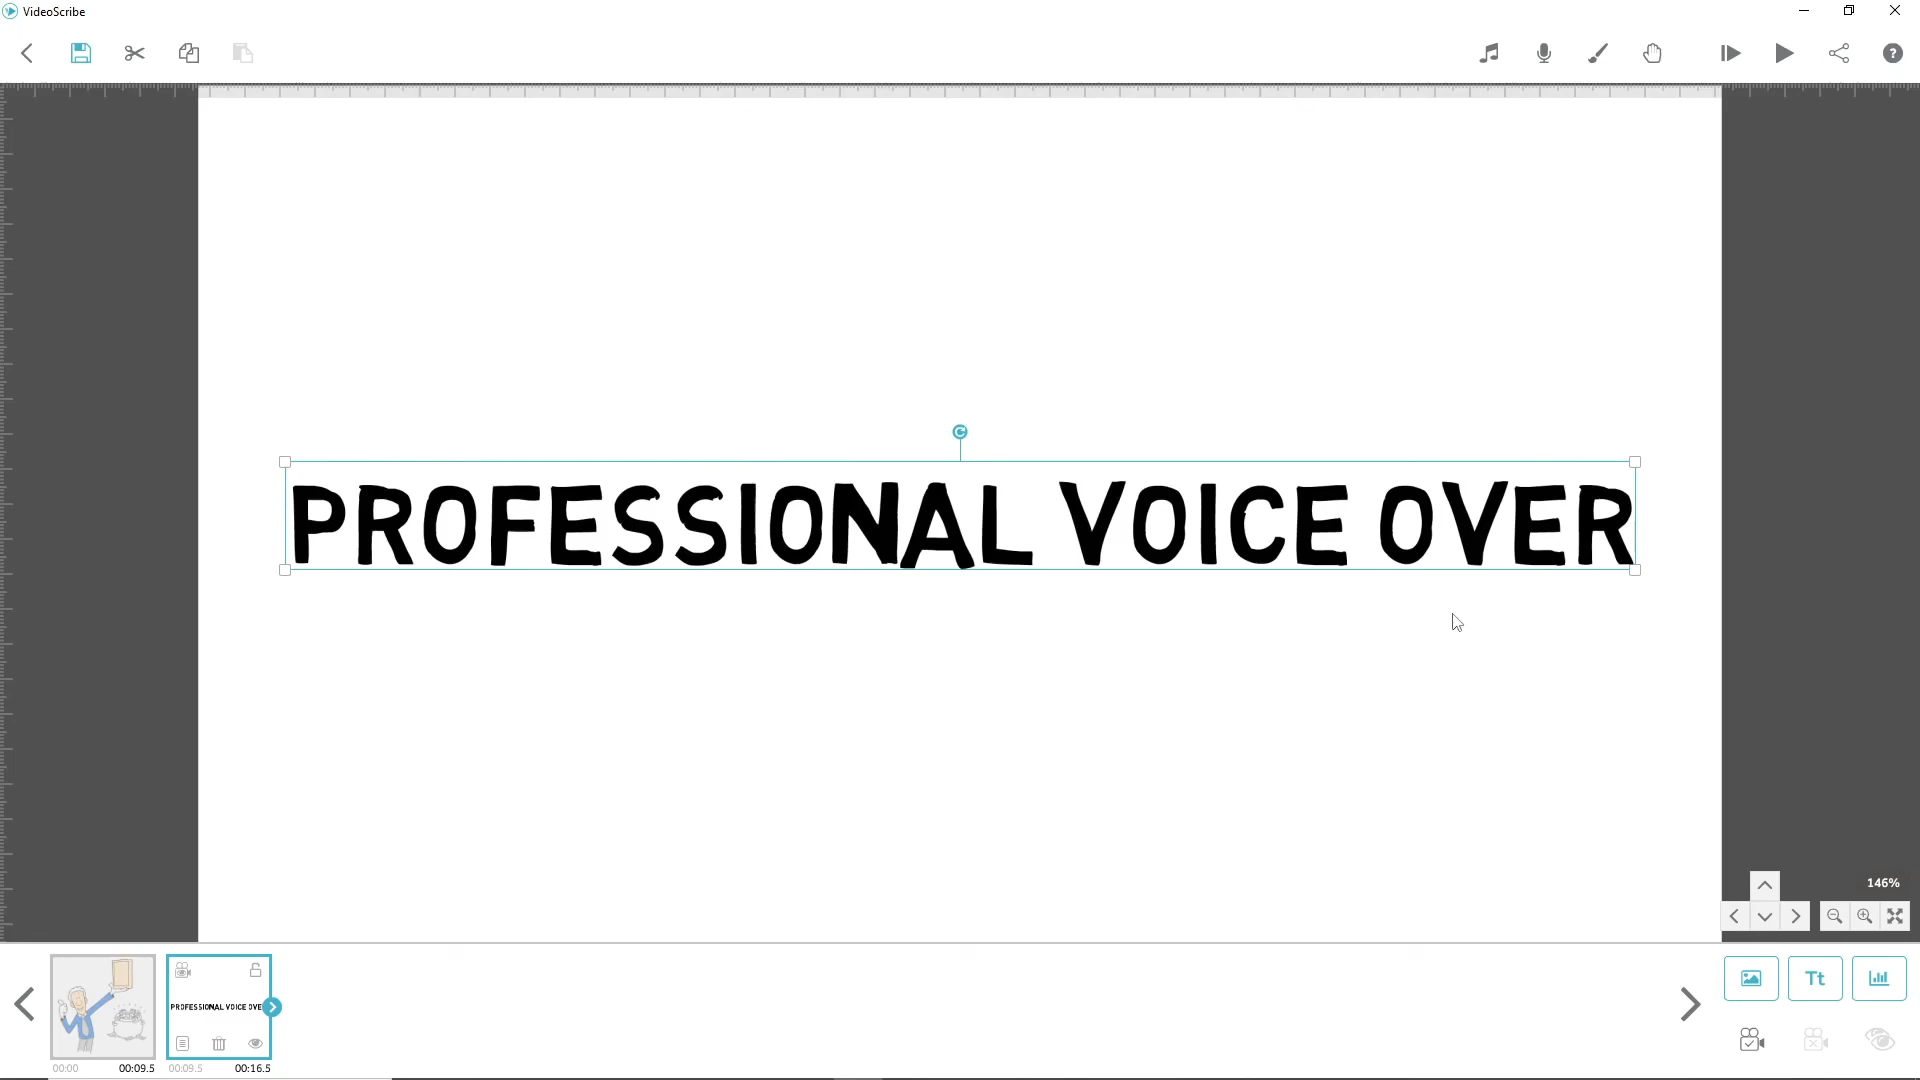 VideoScribe
PROFESSIONAL VOICE OVER
146%
Tt
PROFESSIONAL VOICE OVE
00:00 00:09.5 00:09.5 00:16.5